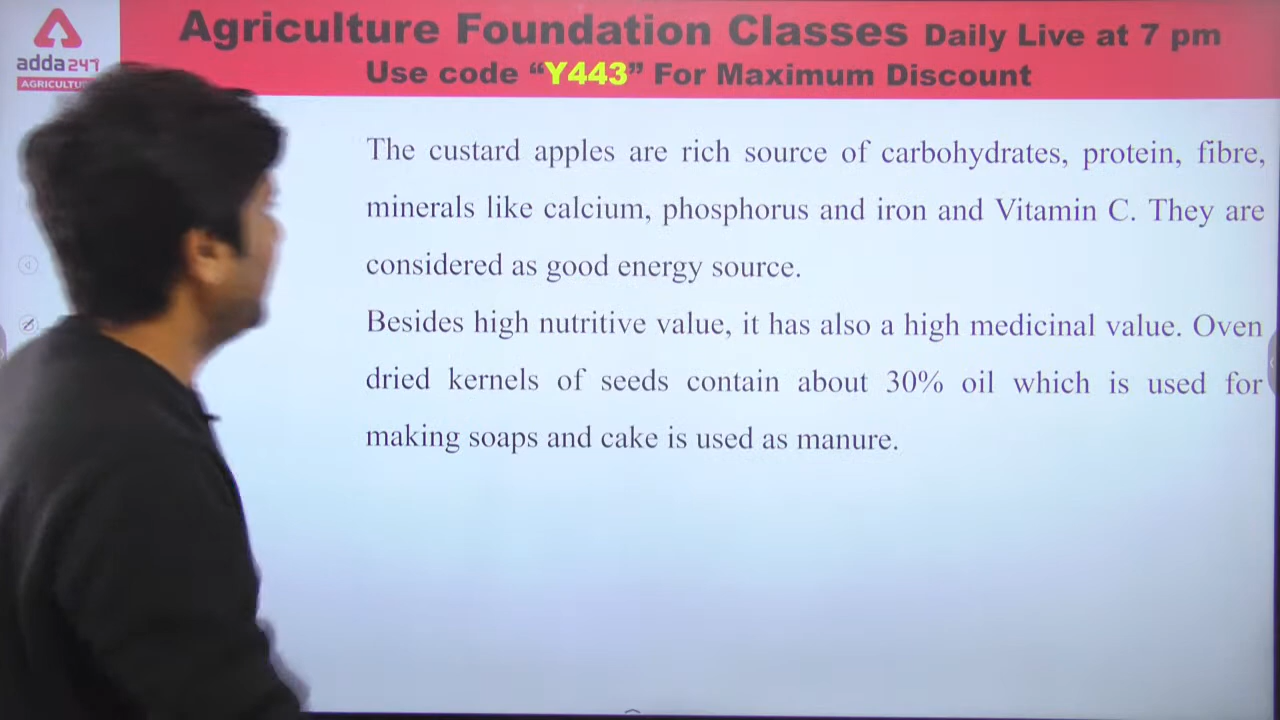 Agriculture Foundation Classes Daily Live at 7 pm
Use code “Y443” For Maximum Discount
adda247
The custard apples are rich source of carbohydrates, protein, fibre,
minerals like calcium, phosphorus and iron and Vitamin C. They are
considered as good energy source.
Besides high nutritive value, it has also a high medicinal value. Oven
dried kernels of seeds contain about 30% oil which is used for
making soaps and cake is used as manure.